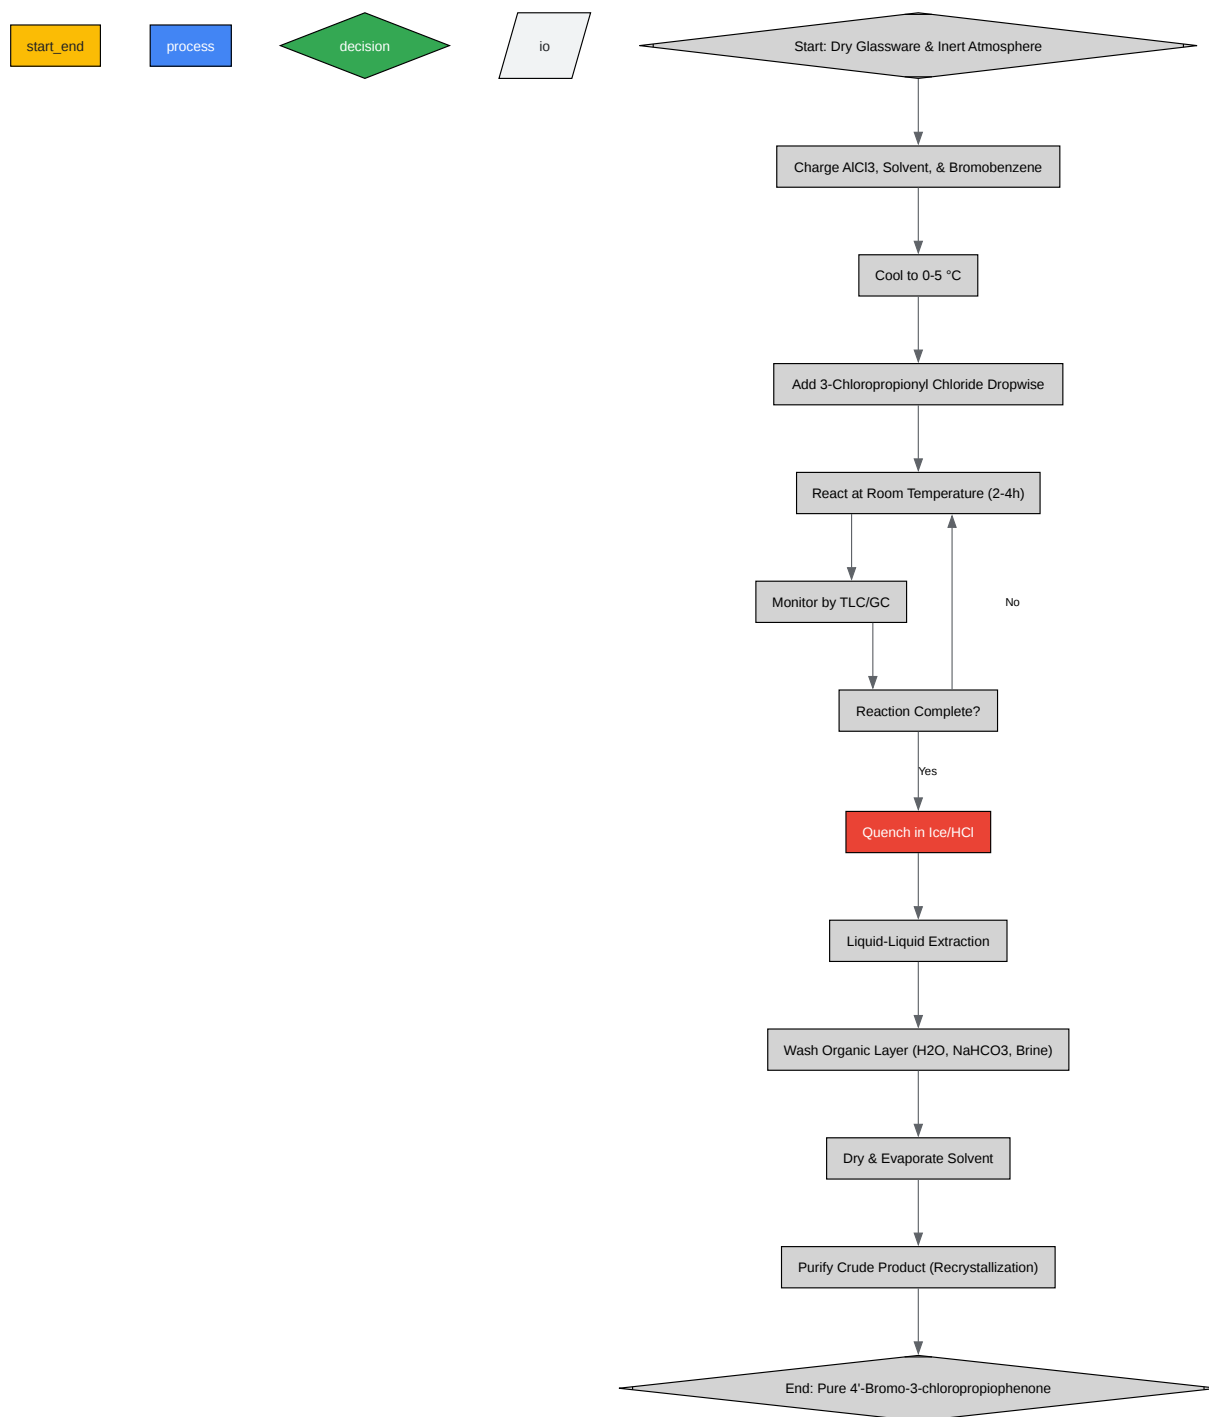 start_end
process
decision
io
Start: Dry Glassware & Inert Atmosphere
Charge AlCl3, Solvent, & Bromobenzene
Cool to 0-5 °C
Add 3-Chloropropionyl Chloride Dropwise
React at Room Temperature (2-4h)
Monitor by TLC/GC
No
Reaction Complete?
Yes
Quench in Ice/HCl
Liquid-Liquid Extraction
Wash Organic Layer (H2O, NaHCO3, Brine)
Dry & Evaporate Solvent
Purify Crude Product (Recrystallization)
End: Pure 4'-Bromo-3-chloropropiophenone